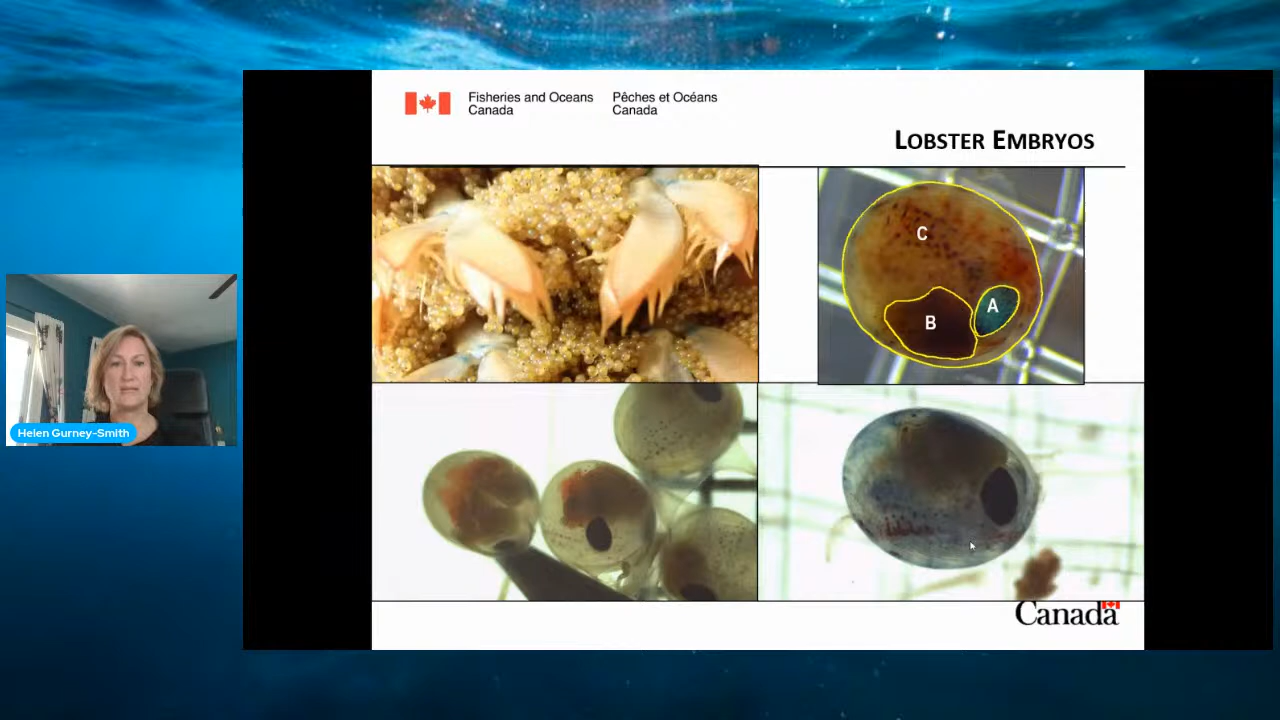 Fisheries and Oceans
Canada
Pêches et Océans
Canada
LOBSTER EMBRYOS
C
A
B
Helen Gurney-Smith
Canada